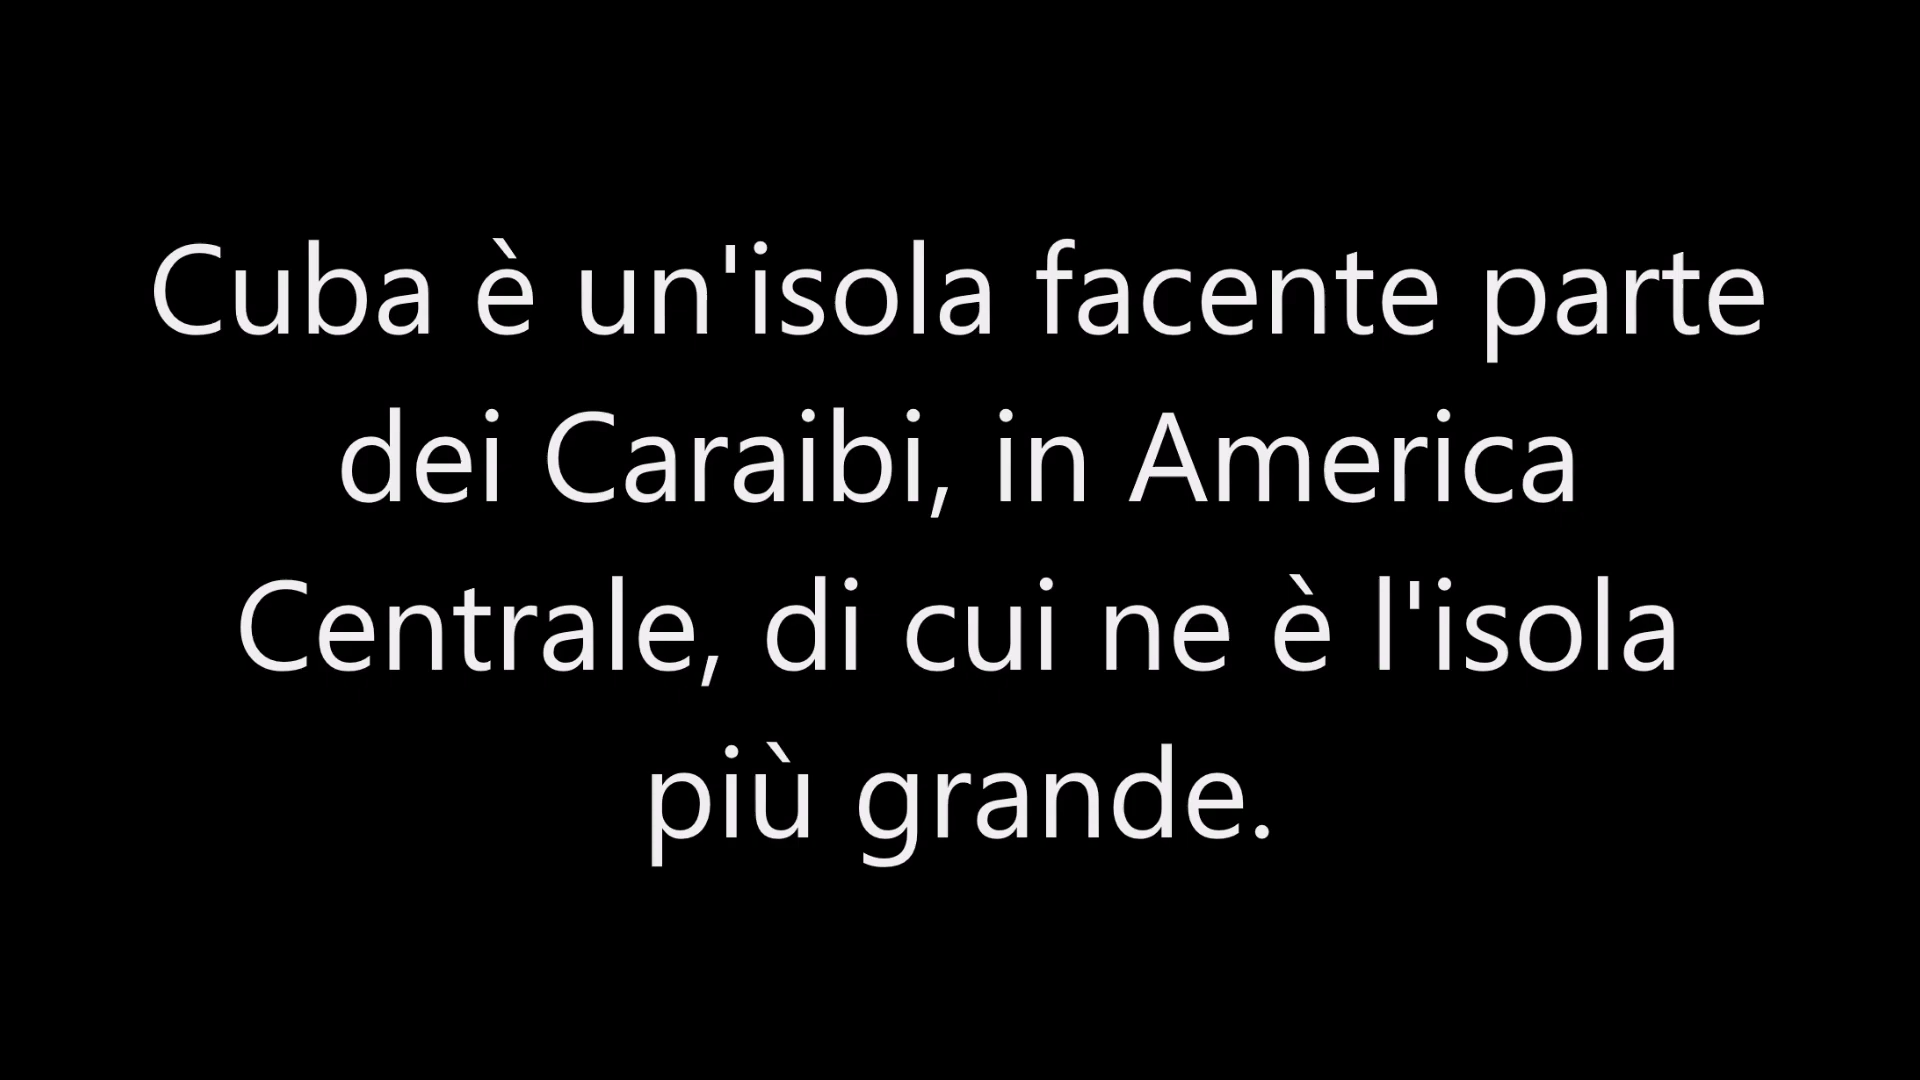 Cuba è un'isola facente parte
dei Caraibi, in America
Centrale, di cui ne è l'isola
più grande.